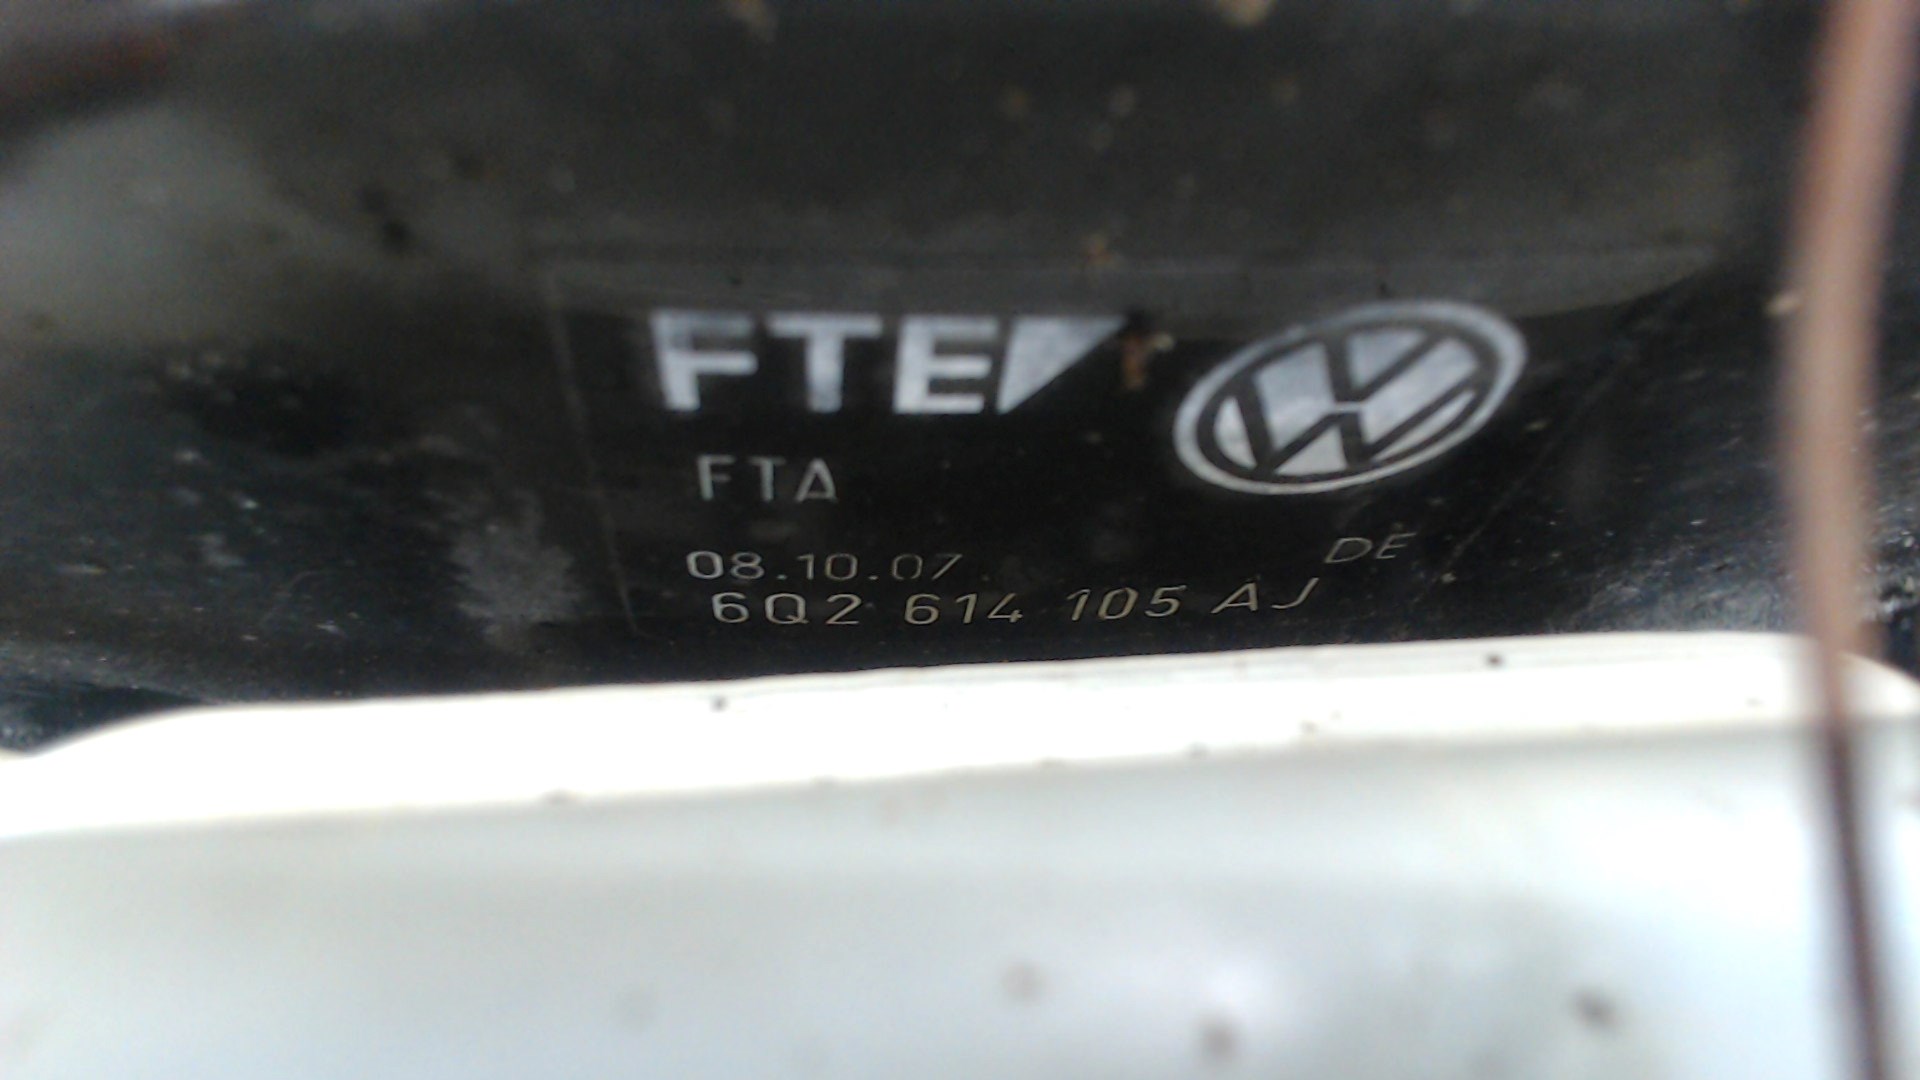 FTE
FTA
DE
08.10.07
6Q2 614 105 AJ